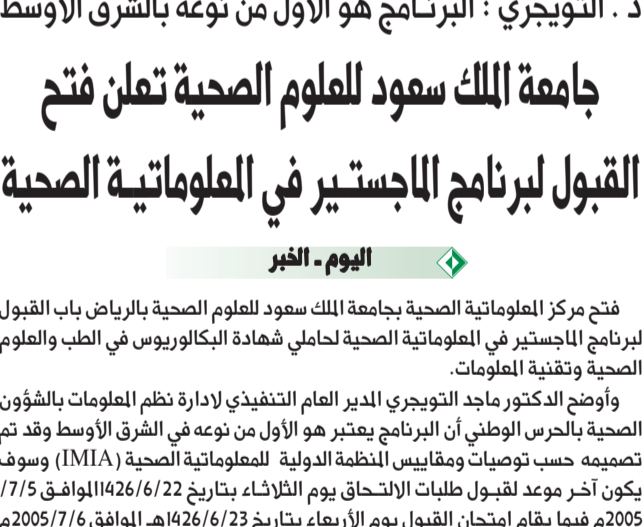 د . التويجري : البرنامج هو الأول من نوعه بالشرق الأوسط
جامعة الملك سعود للعلوم الصحية تعلن فتح
القبول لبرنامج الماجستير في المعلوماتية الصحية
اليوم - الخبر
فتح مركز المعلوماتية الصحية بجامعة الملك سعود للعلوم الصحية بالرياض باب القبول
لبرنامج الماجستير في المعلوماتية الصحية لحاملي شهادة البكالوريوس في الطب والعلوم
الصحية وتقنية المعلومات.
وأوضح الدكتور ماجد التويجري المدير العام التنفيذي لادارة نظم المعلومات بالشؤون
الصحية بالحرس الوطني أن البرنامج يعتبر هو الأول من نوعه في الشرق الأوسط وقد تم
تصميمه حسب توصيات ومقاييس المنظمة الدولية للمعلوماتية الصحية (IMIA) وسوف
يكون آخر موعد لقبول طلبات الالتحاق يوم الثلاثاء بتاريخ 1426/6/22الموافق 7/5/
2005م فيما يقام امتحان القبول يوم الأربعاء بتاريخ 1426/6/23هـ الموافق 2005/7/6م